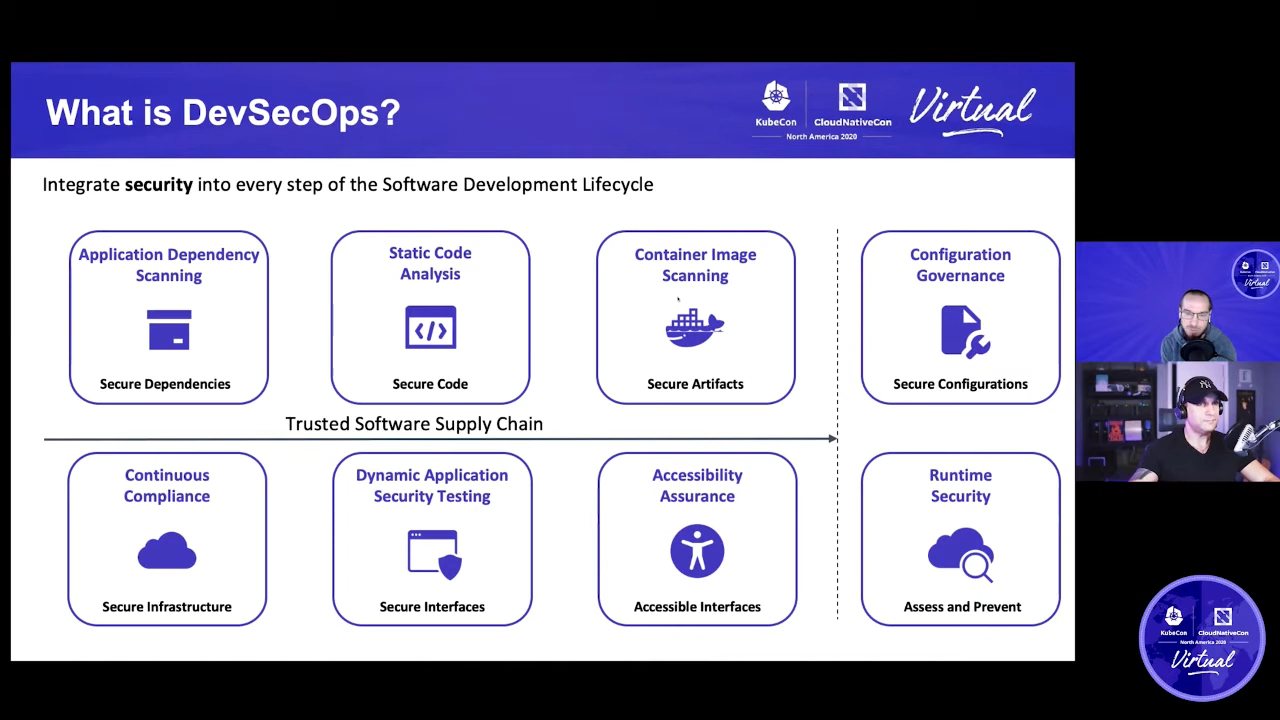 What is DevSecOps?
KubeCon
CloudNativeCon
North America 2020
Virtual
Integrate security into every step of the Software Development Lifecycle
Application Dependency
Scanning
Secure Dependencies
Static Code
Analysis
</>
Secure Code
Container Image
Scanning
Secure Artifacts
Configuration
Governance
Secure Configurations
Trusted Software Supply Chain
Continuous
Compliance
Secure Infrastructure
Dynamic Application
Security Testing
Secure Interfaces
Accessibility
Assurance
Accessible Interfaces
Runtime
Security
Assess and Prevent
Virtual
KubeCon
CloudNativeCon
North America 2020
Virtual